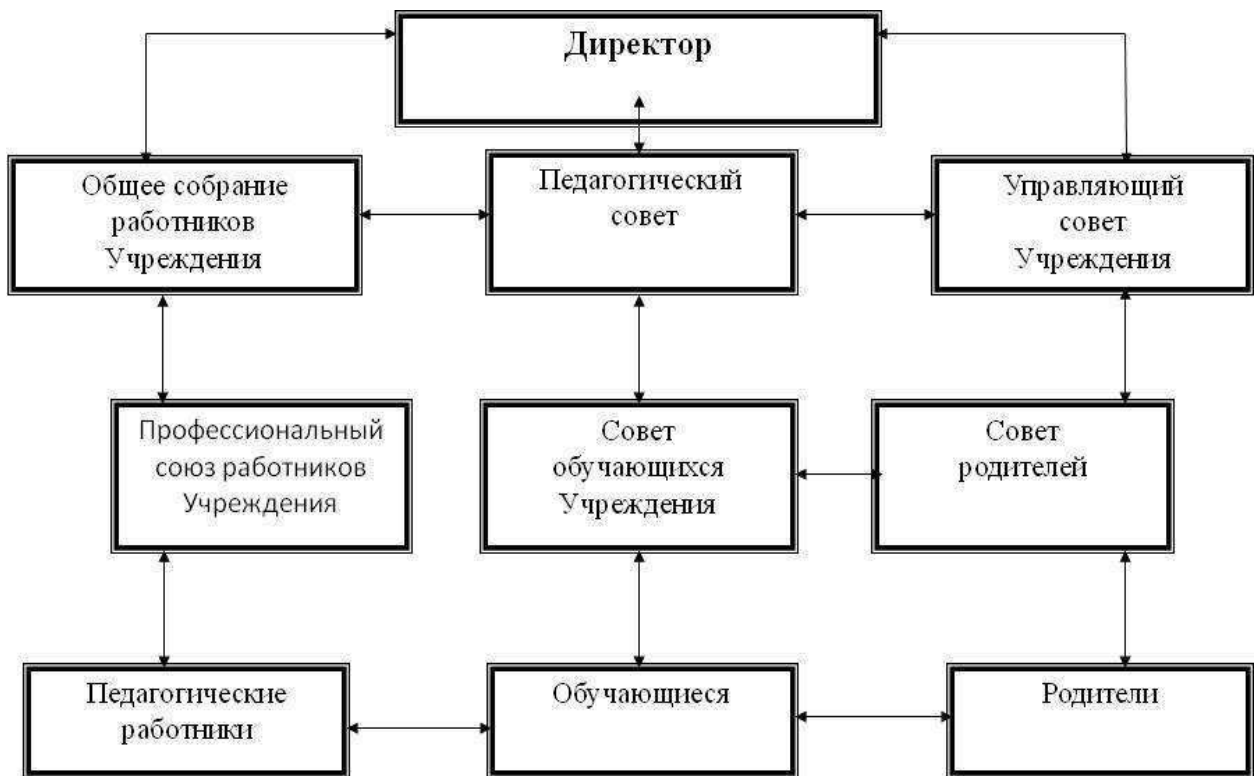 Директор
Общее собрание
работников
Учреждения
Педагогический
совет
Управляющий
совет
Учреждения
Профессиональный
союз работников
Учреждения
Совет
обучающихся
Учреждения
Совет
родителей
Педагогические
работники
Обучающиеся
Родители